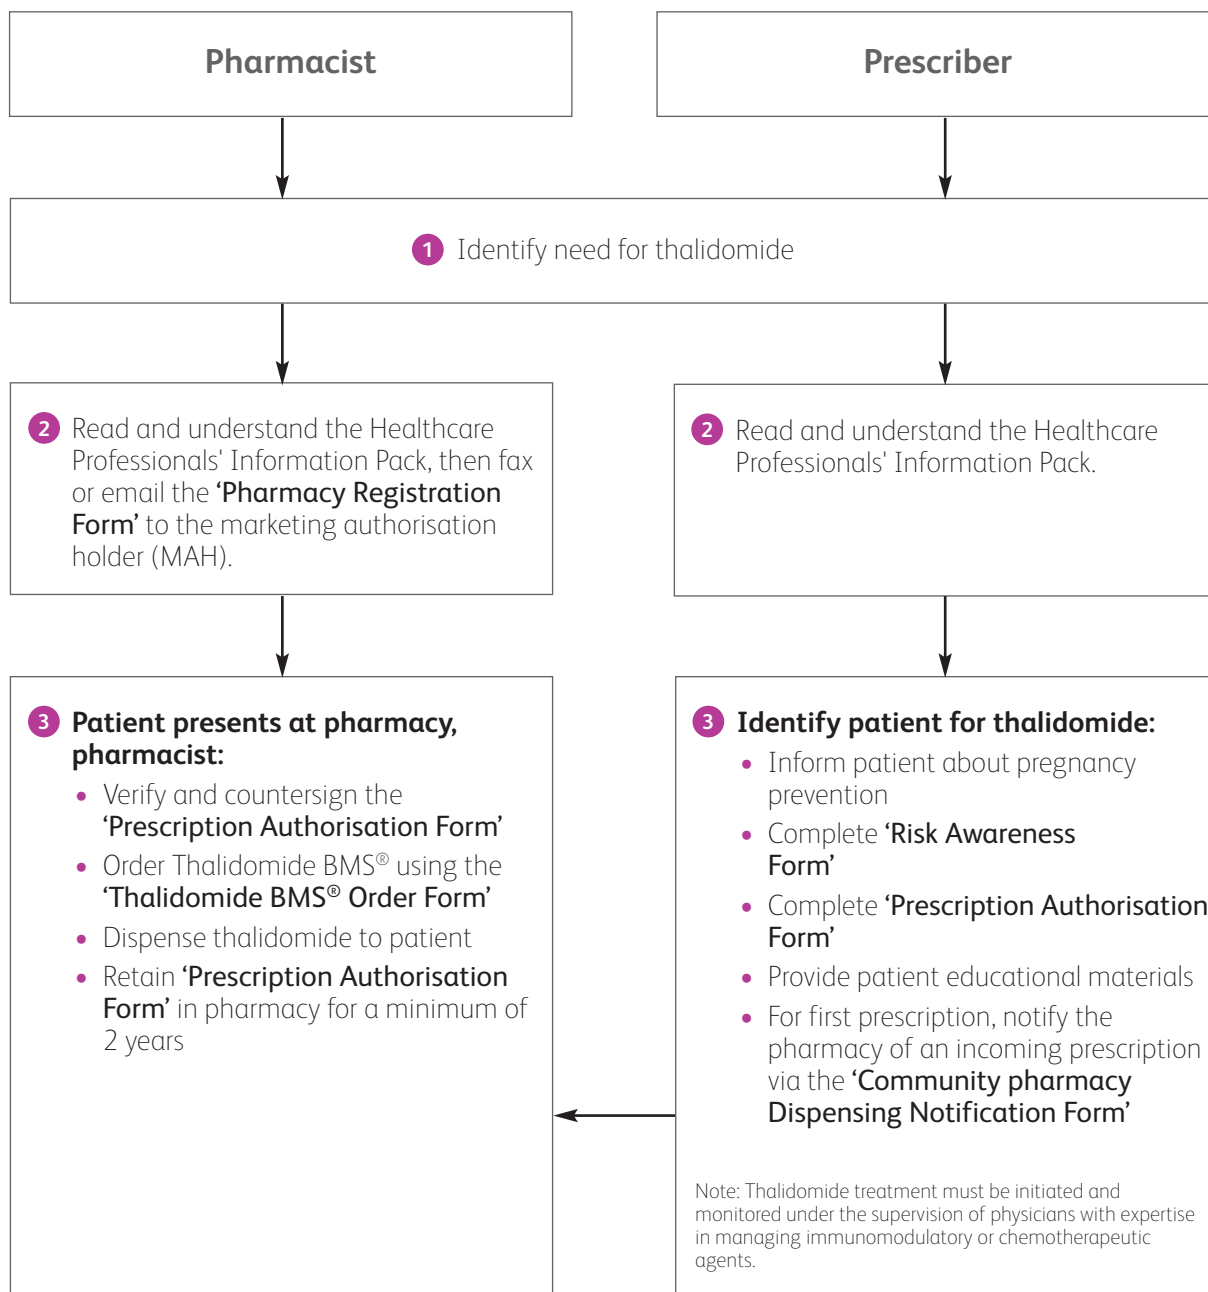 Pharmacist
Prescriber
1 Identify need for thalidomide
2 Read and understand the Healthcare
Professionals' Information Pack, then fax
or email the ‘Pharmacy Registration
Form’ to the marketing authorisation
holder (MAH).
2 Read and understand the Healthcare
Professionals' Information Pack.
3 Patient presents at pharmacy,
pharmacist:
• Verify and countersign the
‘Prescription Authorisation Form’
• Order Thalidomide BMS® using the
‘Thalidomide BMS® Order Form’
• Dispense thalidomide to patient
• Retain ‘Prescription Authorisation
Form’ in pharmacy for a minimum of
2 years
3 Identify patient for thalidomide:
• Inform patient about pregnancy
prevention
• Complete ‘Risk Awareness
Form’
• Complete ‘Prescription Authorisation
Form’
• Provide patient educational materials
• For first prescription, notify the
pharmacy of an incoming prescription
via the ‘Community pharmacy
Dispensing Notification Form’
Note: Thalidomide treatment must be initiated and
monitored under the supervision of physicians with expertise
in managing immunomodulatory or chemotherapeutic
agents.